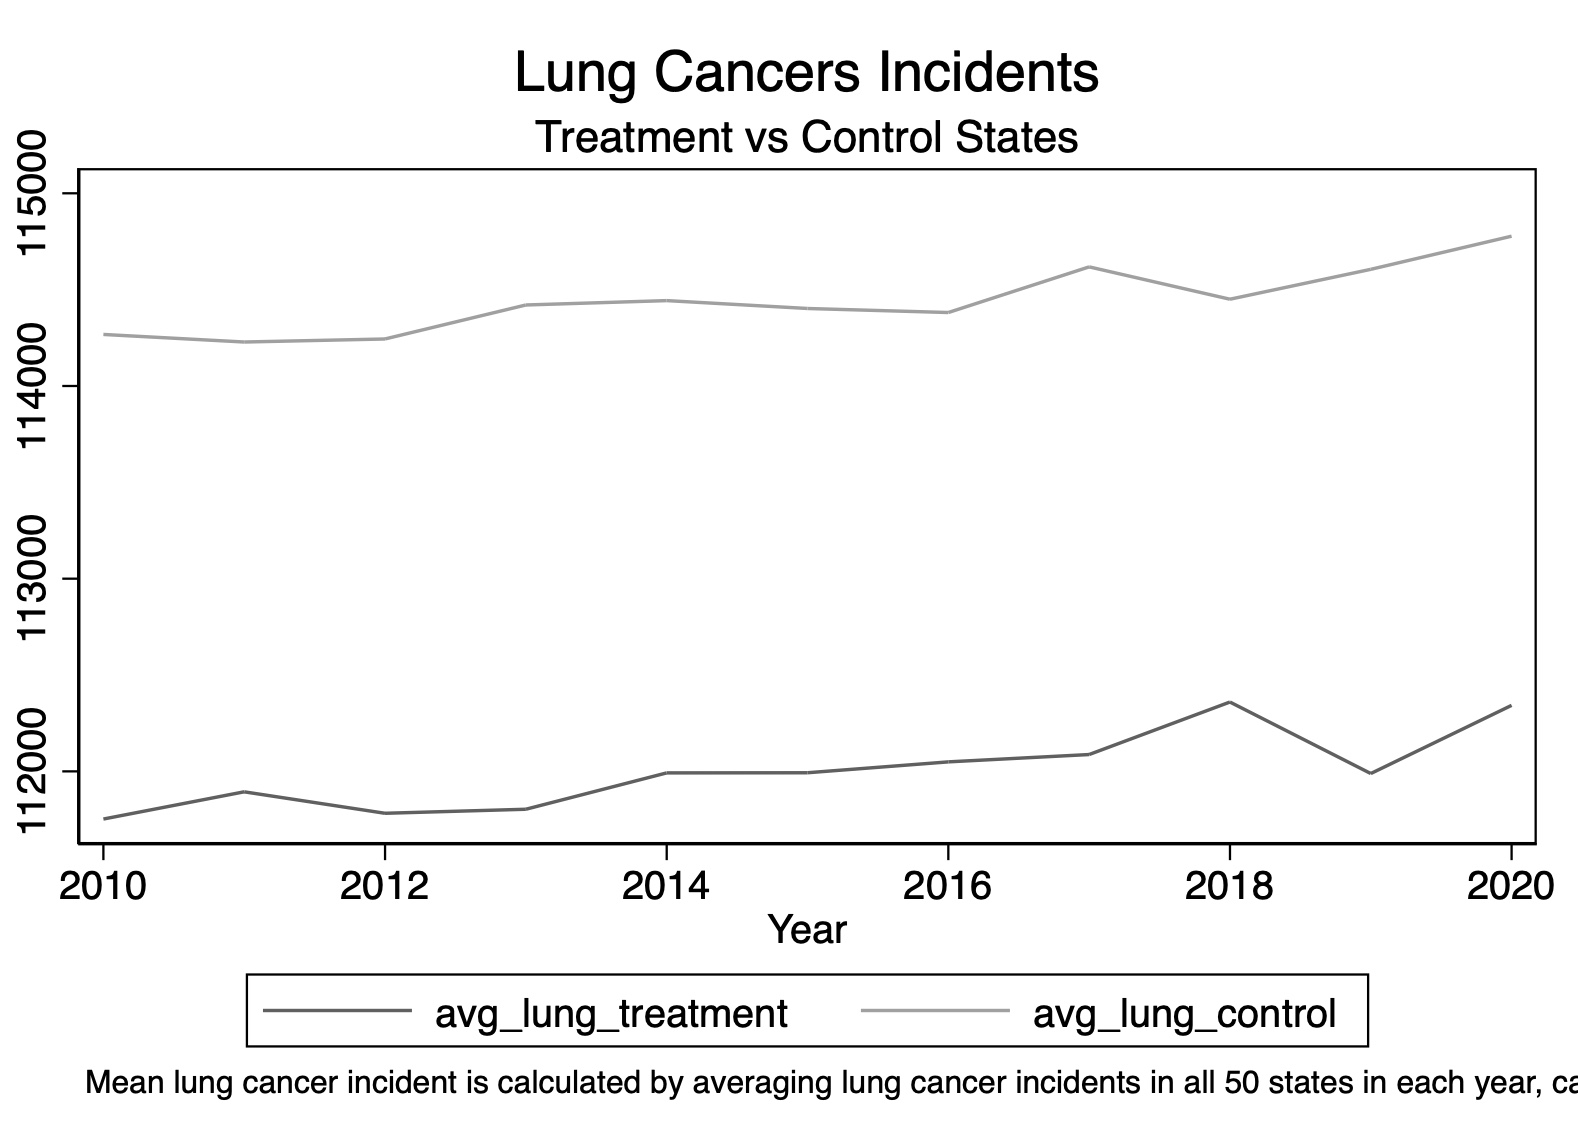 Lung Cancers Incidents
Treatment vs Control States
115000
114000
113000
112000
2010 2012 2014 2016 2018 2020
Year
avg_lung_treatment avg_lung_control
Mean lung cancer incident is calculated by averaging lung cancer incidents in all 50 states in each year,